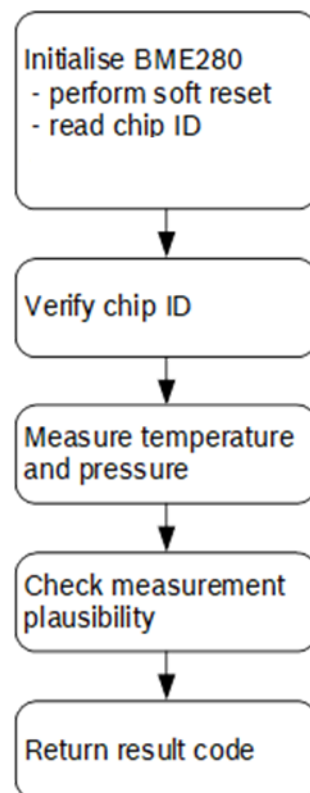 Initialise BME280
- perform soft reset
- read chip ID
Verify chip ID
Measure temperature
and pressure
Check measurement
plausibility
Return result code